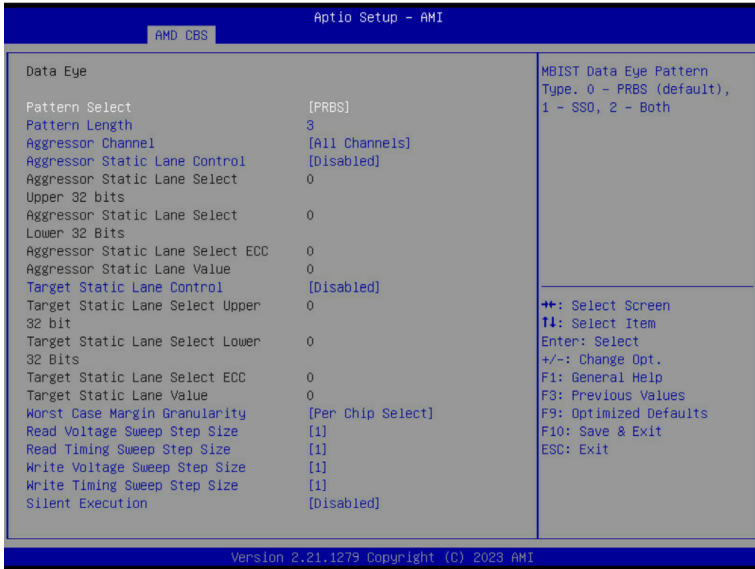 Aptio Setup – AMI
AMD CBS
Data Eye
MBIST Data Eye Pattern
Type. 0 – PRBS (default),
1 – SSO, 2 – Both
Pattern Select [PRBS]
Pattern Length 3
Aggressor Channel [All Channels]
Aggressor Static Lane Control [Disabled]
Aggressor Static Lane Select 0
Upper 32 bits
Aggressor Static Lane Select 0
Lower 32 Bits
Aggressor Static Lane Select ECC 0
Aggressor Static Lane Value 0
Target Static Lane Control [Disabled]
Target Static Lane Select Upper 0
32 bit
Target Static Lane Select Lower 0
32 Bits
Target Static Lane Select ECC 0
Target Static Lane Value 0
Worst Case Margin Granularity [Per Chip Select]
Read Voltage Sweep Step Size [1]
Read Timing Sweep Step Size [1]
Write Voltage Sweep Step Size [1]
Write Timing Sweep Step Size [1]
Silent Execution [Disabled]
→←: Select Screen
↑↓: Select Item
Enter: Select
+/-: Change Opt.
F1: General Help
F3: Previous Values
F9: Optimized Defaults
F10: Save & Exit
ESC: Exit
Version 2.21.1279 Copyright (C) 2023 AMI